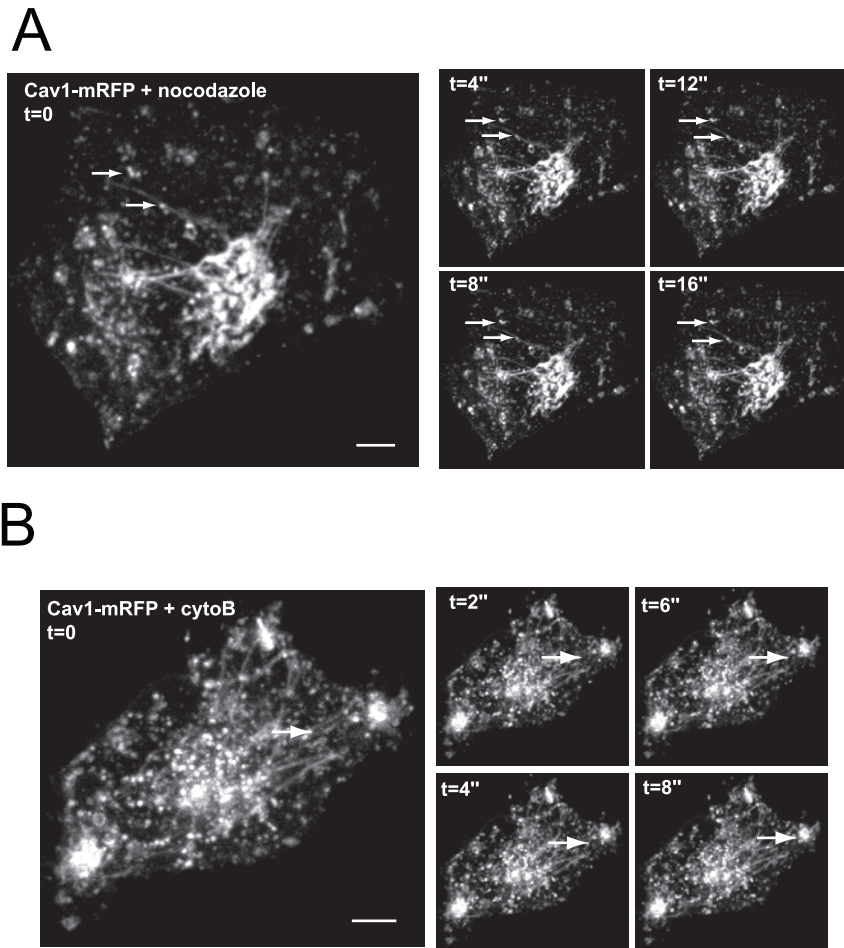 A
Cav1-mRFP + nocodazole
t=0
t=4"
t=12"
t=8"
t=16"
B
Cav1-mRFP + cytoB
t=0
t=2"
t=6"
t=4"
t=8"